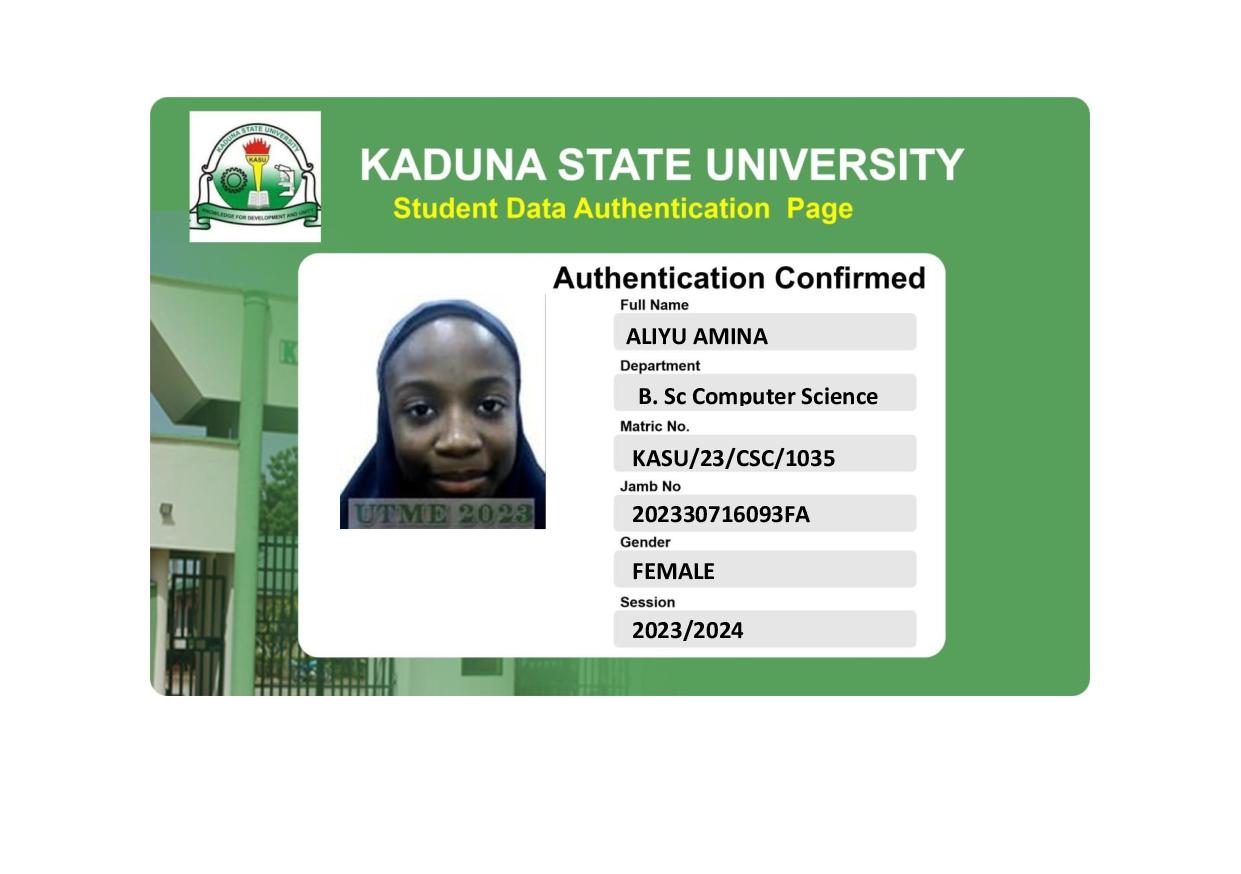 KADUNA STATE UNIVERSITY
KASU
KNOWLEDGE FOR DEVELOPMENT AND UNITY
KADUNA STATE UNIVERSITY
Student Data Authentication Page
Authentication Confirmed
Full Name
ALIYU AMINA
Department
B. Sc Computer Science
Matric No.
KASU/23/CSC/1035
Jamb No
202330716093FA
Gender
FEMALE
Session
2023/2024
UTME 2023
K